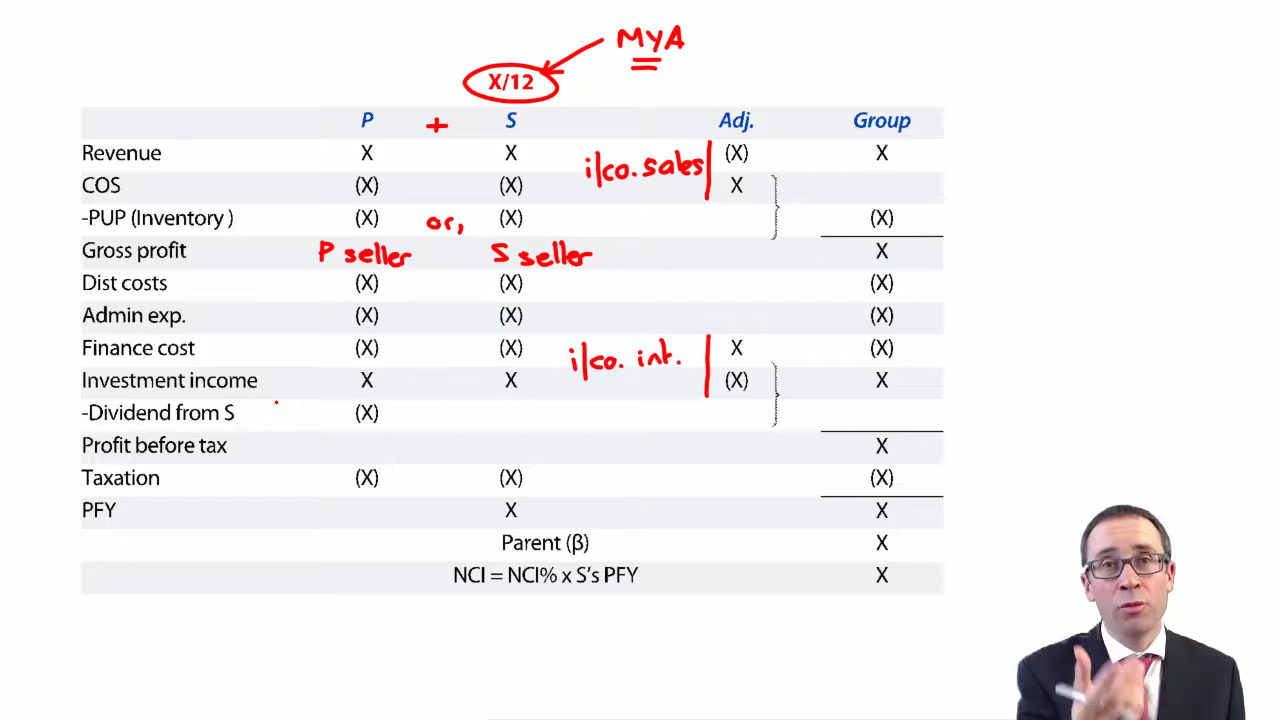 MYA
X/12
P + S Adj. Group
Revenue X X i/co. sales (X) X
COS (X) (X) X
-PUP (Inventory ) (X) or, (X) (X)
Gross profit P seller S seller X
Dist costs (X) (X) (X)
Admin exp. (X) (X) (X)
Finance cost (X) (X) i/co. int. X (X)
Investment income X X (X) X
-Dividend from S (X)
Profit before tax X
Taxation (X) (X) (X)
PFY X X
Parent (β) X
NCI = NCI% x S's PFY X